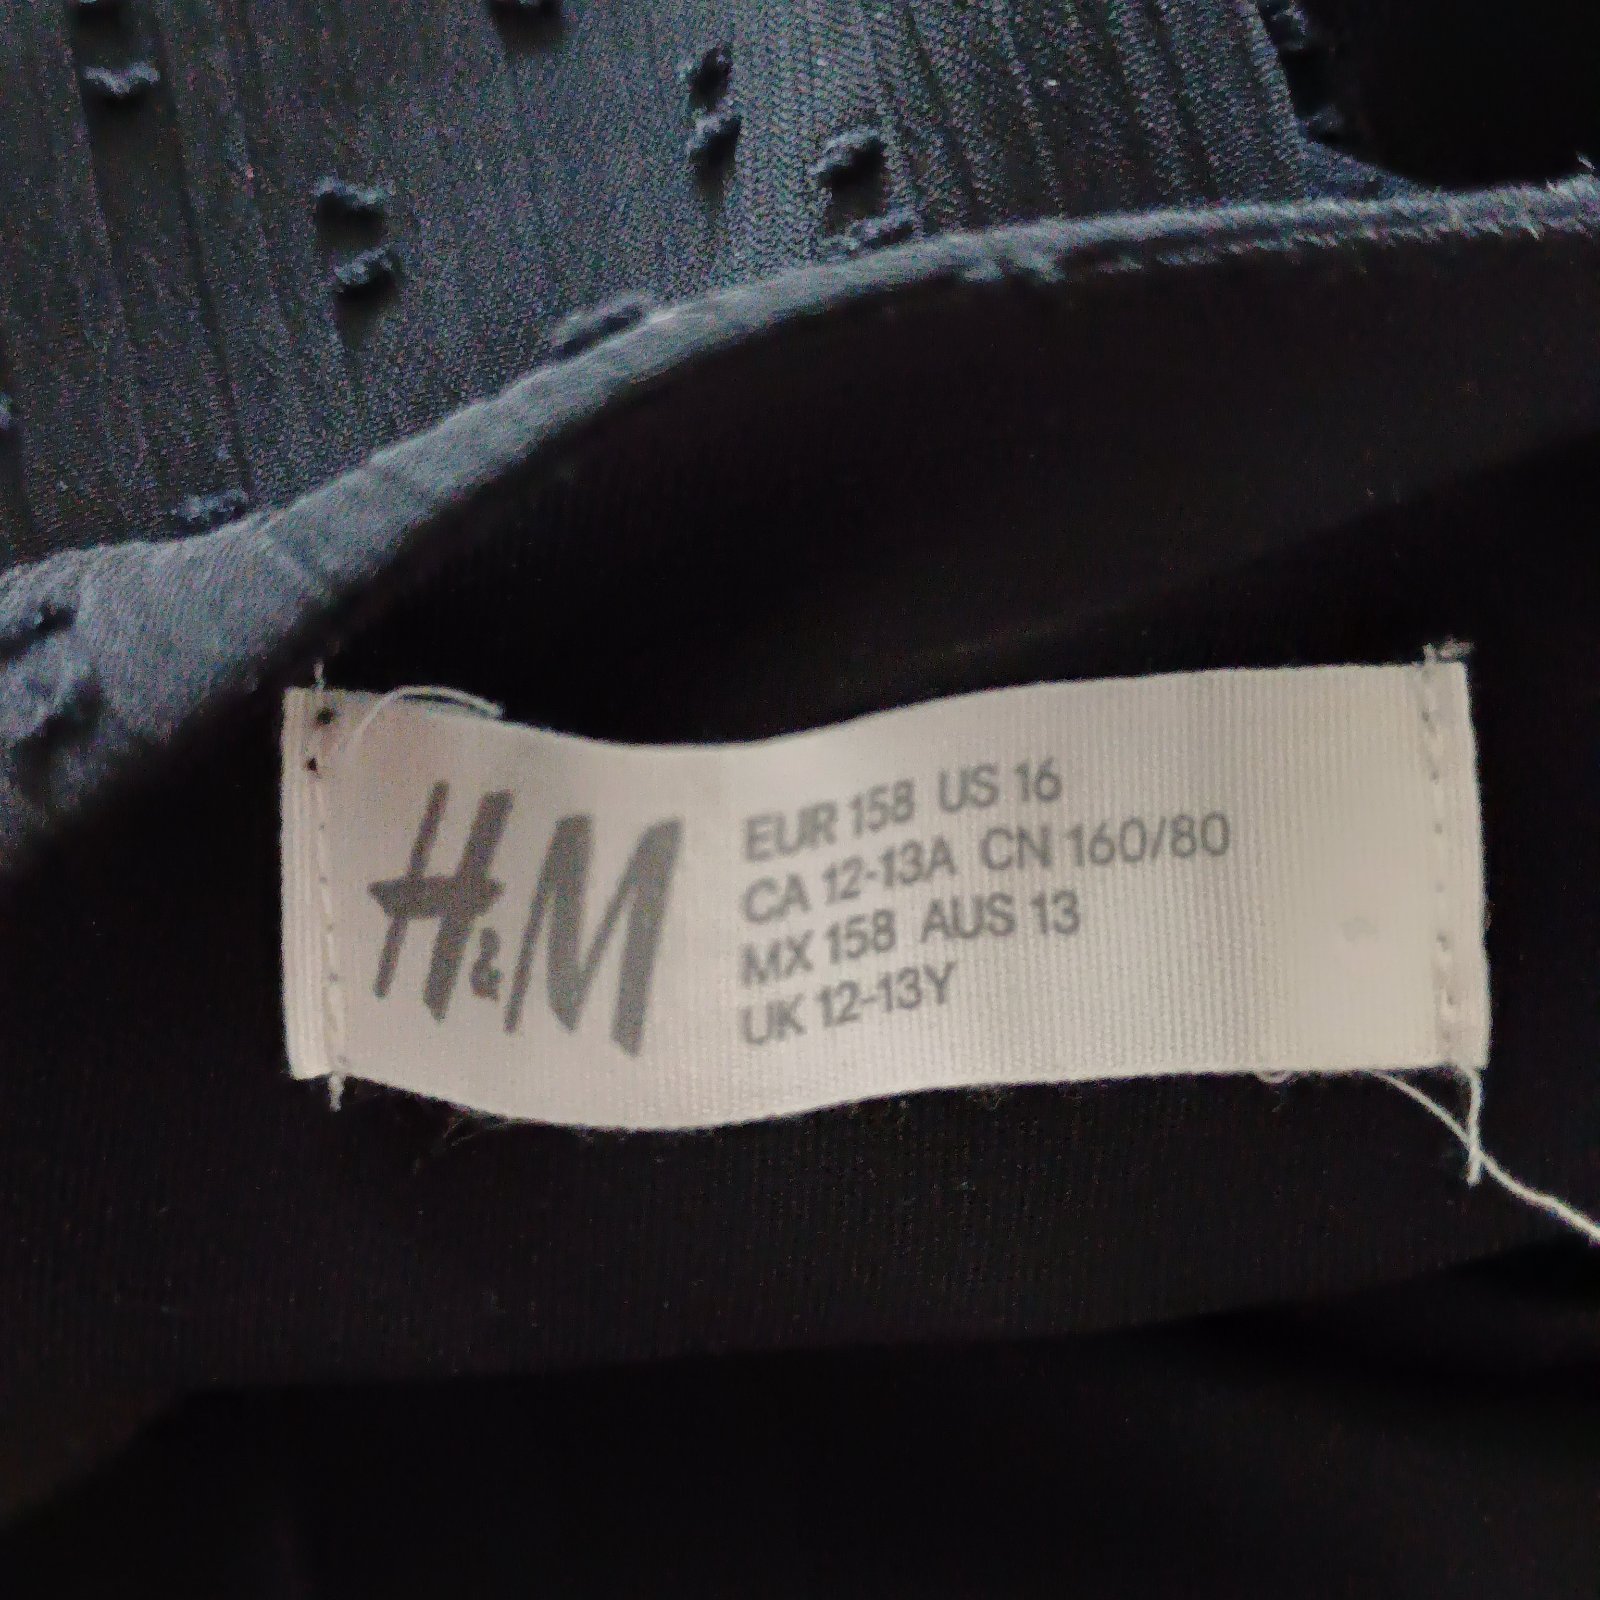 H&M
EUR 158 US 16
CA 12-13A CN 160/80
MX 158 AUS 13
UK 12-13Y